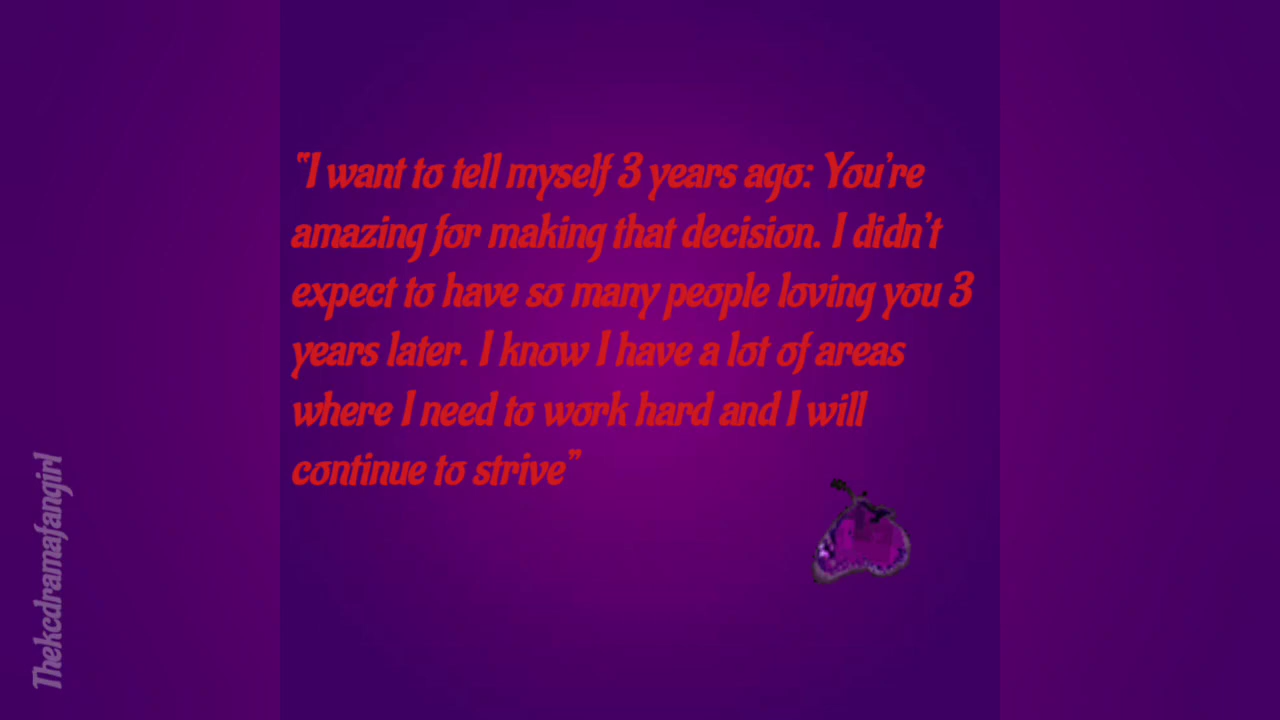 "I want to tell myself 3 years ago: You're
amazing for making that decision. I didn't
expect to have so many people loving you 3
years later. I know I have a lot of areas
where I need to work hard and I will
continue to strive"
Thekcdramafangirl